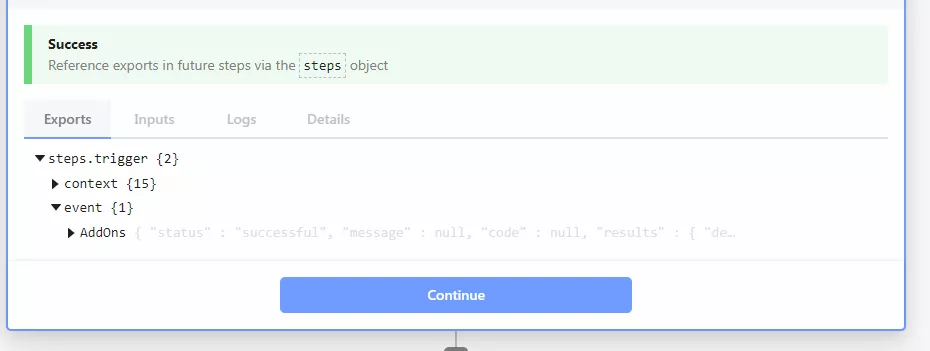 Success
Reference exports in future steps via the steps object
Exports Inputs Logs Details
steps.trigger {2}
context {15}
event {1}
AddOns { "status" : "successful", "message" : null, "code" : null, "results" : { "de…
Continue